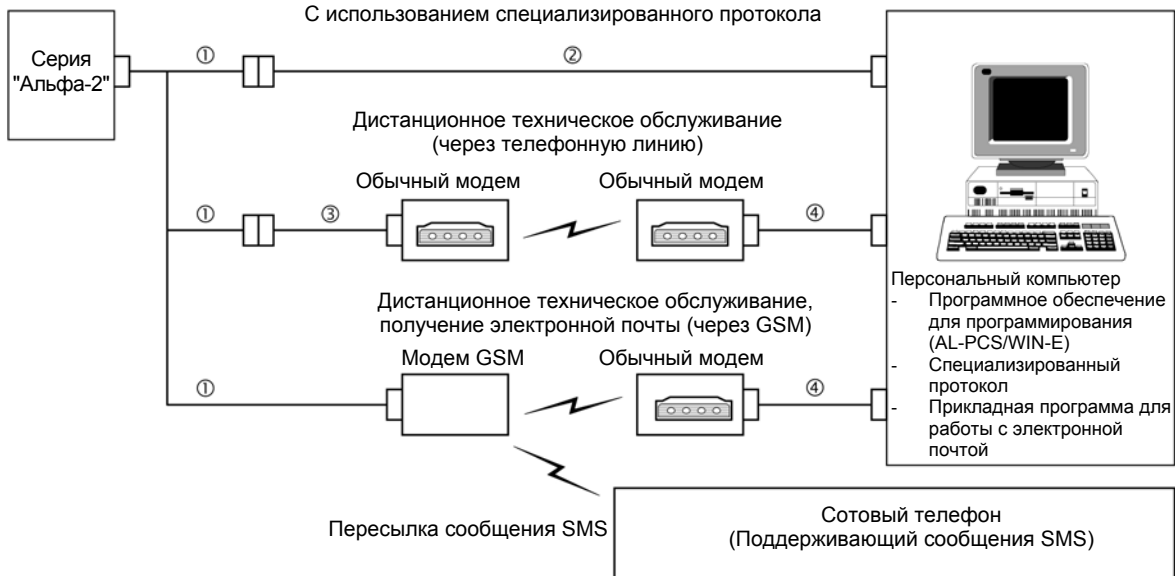 С использованием специализированного протокола
Серия
"Альфа-2"
①
②
Дистанционное техническое обслуживание
(через телефонную линию)
Обычный модем
Обычный модем
①
③
④
Персональный компьютер
- Программное обеспечение
для программирования
(AL-PCS/WIN-E)
- Специализированный
протокол
- Прикладная программа для
работы с электронной
почтой
Дистанционное техническое обслуживание,
получение электронной почты (через GSM)
Модем GSM
Обычный модем
①
④
Пересылка сообщения SMS
Сотовый телефон
(Поддерживающий сообщения SMS)